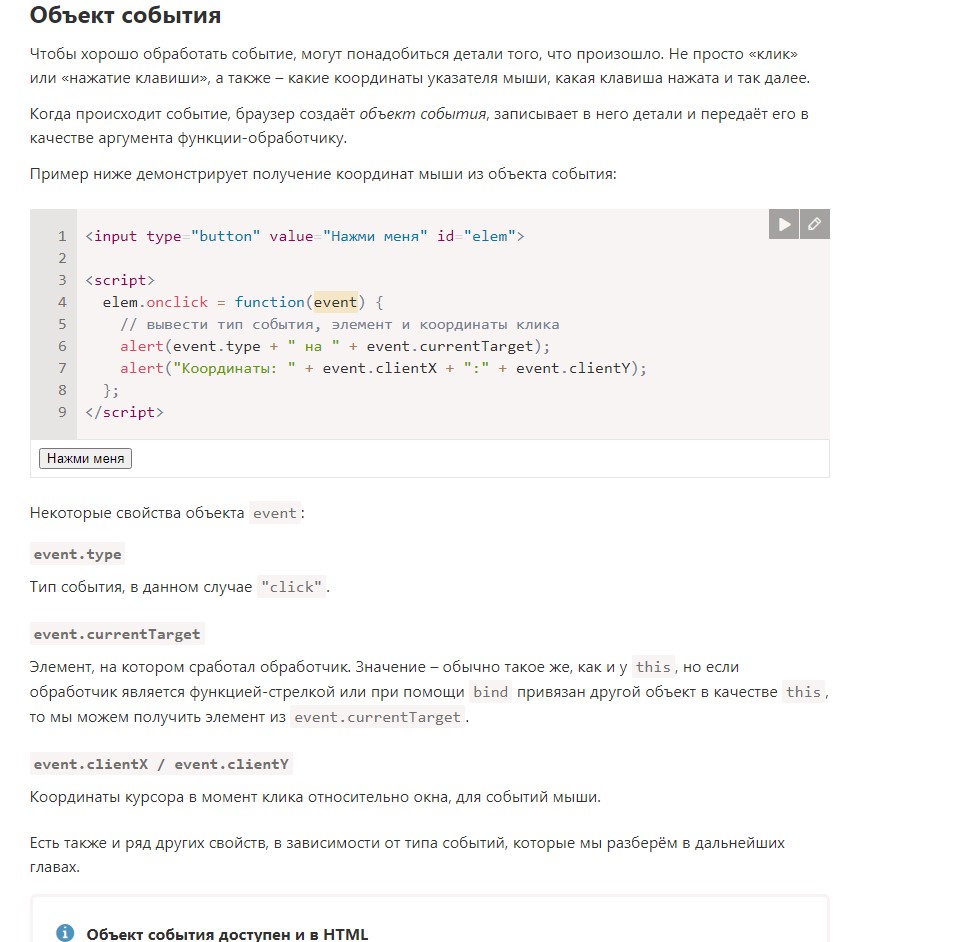 Объект события
Чтобы хорошо обработать событие, могут понадобиться детали того, что произошло. Не просто «клик»
или «нажатие клавиши», а также – какие координаты указателя мыши, какая клавиша нажата и так далее.
Когда происходит событие, браузер создаёт объект события, записывает в него детали и передаёт его в
качестве аргумента функции-обработчику.
Пример ниже демонстрирует получение координат мыши из объекта события:
1 <input type="button" value="Нажми меня" id="elem">
2
3 <script>
4   elem.onclick = function(event) {
5     // вывести тип события, элемент и координаты клика
6     alert(event.type + " на " + event.currentTarget);
7     alert("Координаты: " + event.clientX + ":" + event.clientY);
8   };
9 </script>
Нажми меня
Некоторые свойства объекта event:
event.type
Тип события, в данном случае "click".
event.currentTarget
Элемент, на котором сработал обработчик. Значение – обычно такое же, как и у this, но если
обработчик является функцией-стрелкой или при помощи bind привязан другой объект в качестве this,
то мы можем получить элемент из event.currentTarget.
event.clientX / event.clientY
Координаты курсора в момент клика относительно окна, для событий мыши.
Есть также и ряд других свойств, в зависимости от типа событий, которые мы разберём в дальнейших
главах.
Объект события доступен и в HTML